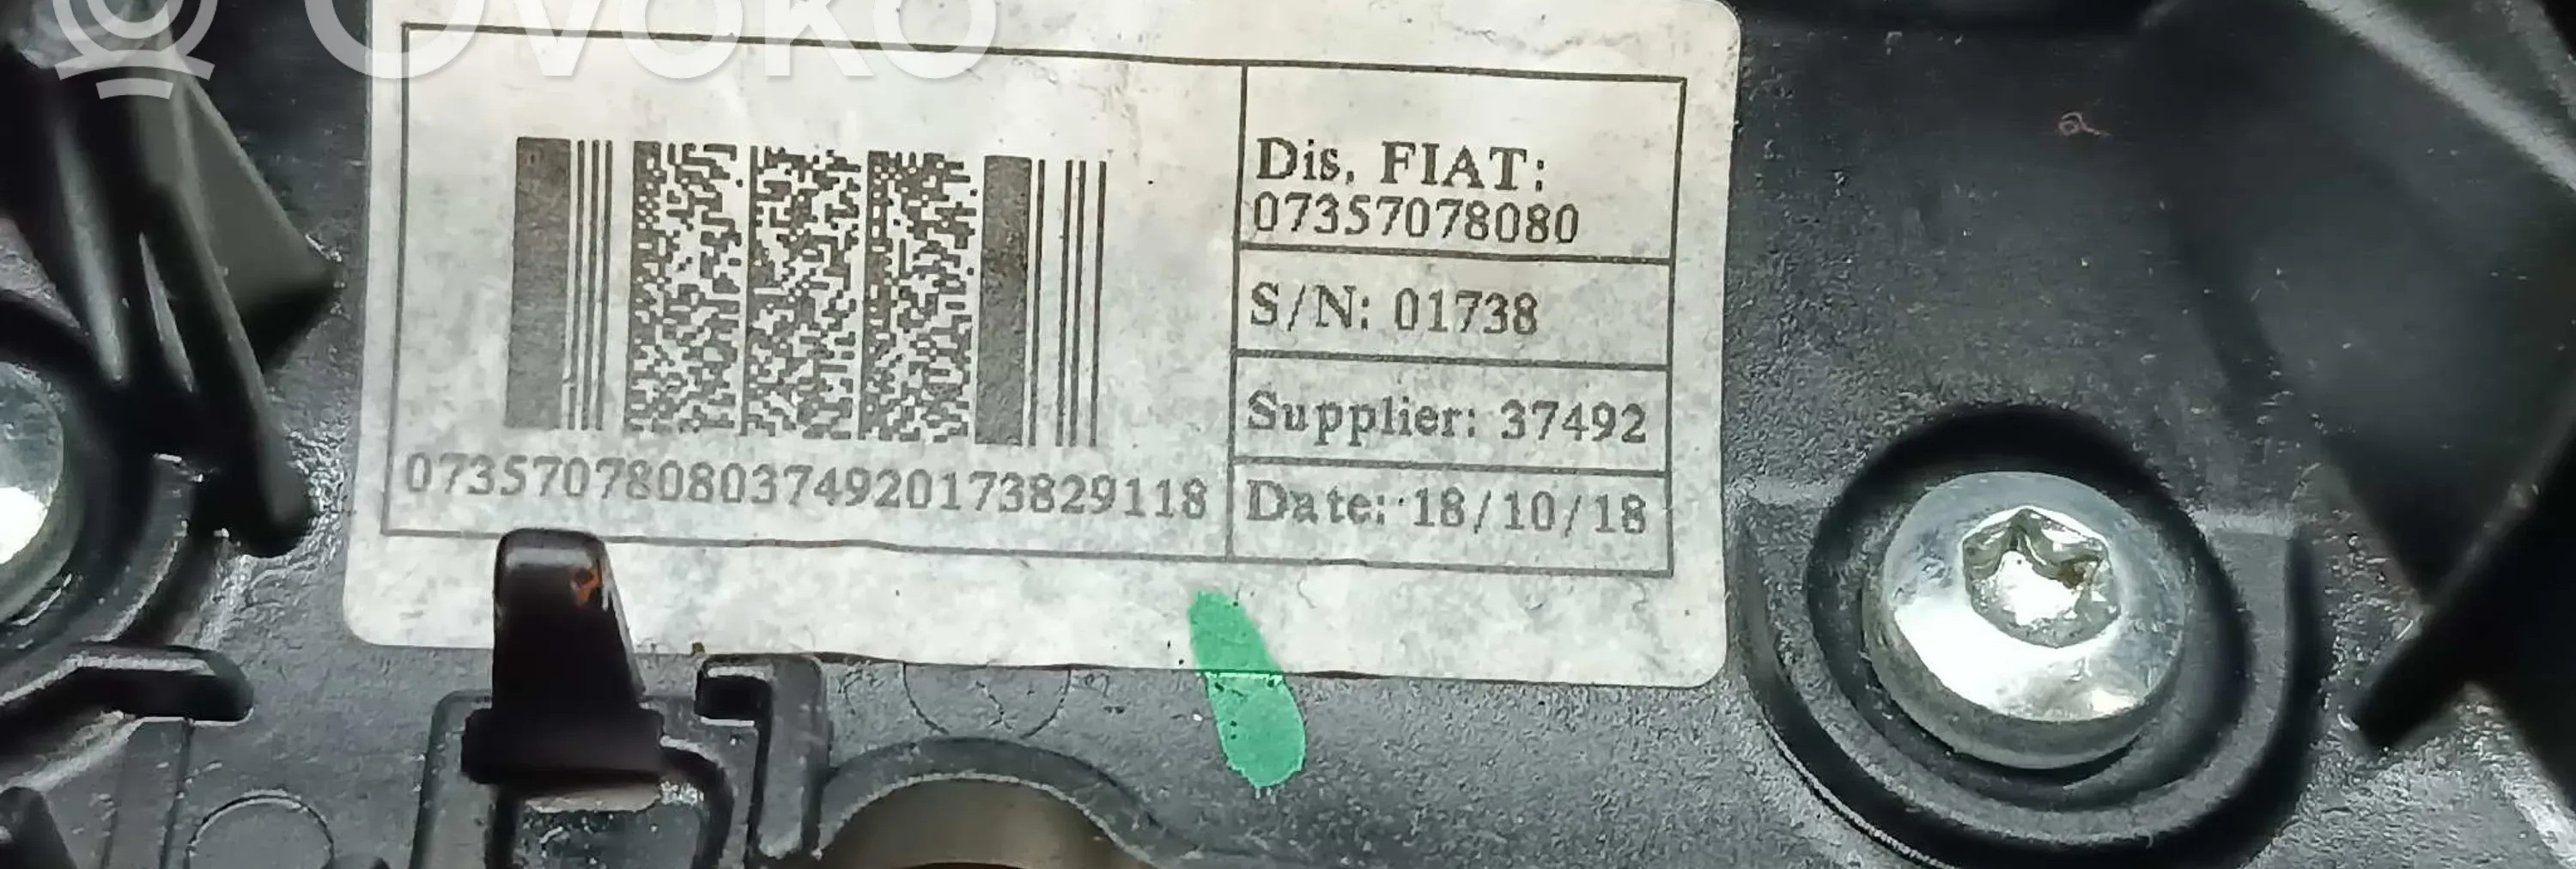 OVOKO
Dis. FIAT:
07357078080
S/N: 01738
Supplier: 37492
Date: 18/10/18
07357078080374920173829118